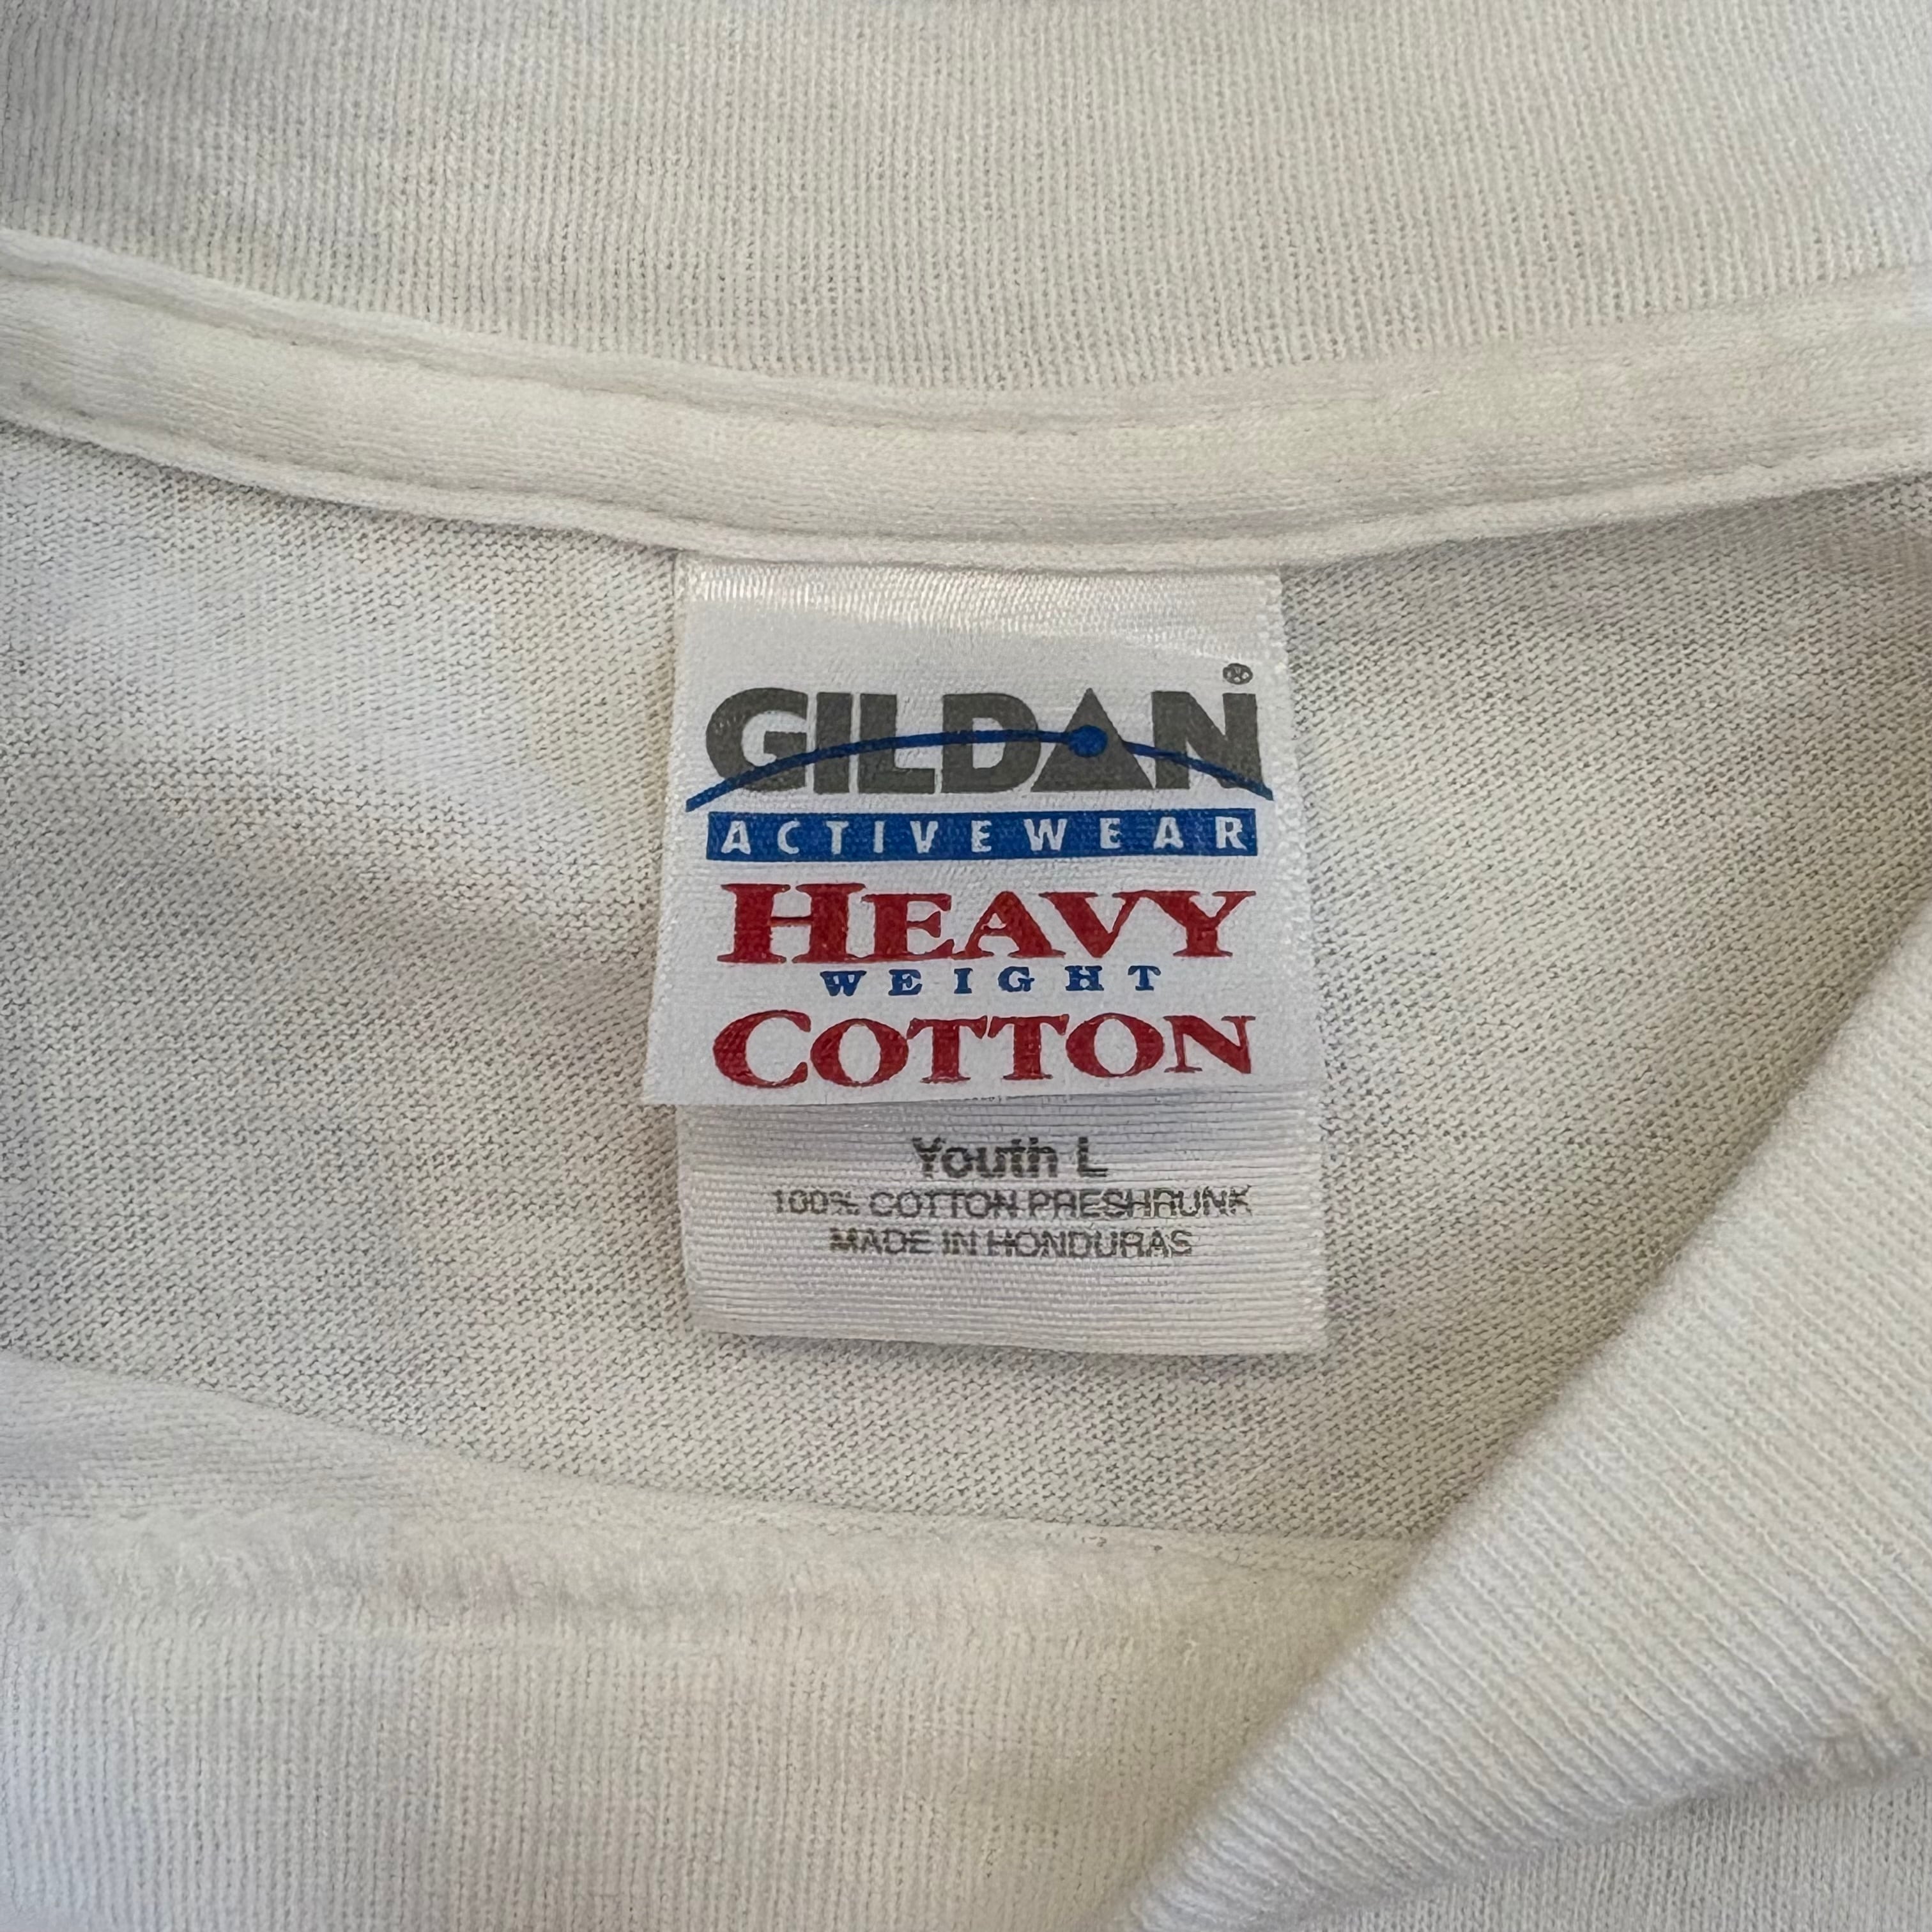 GILDAN®
ACTIVEWEAR
HEAVY
WEIGHT
COTTON
Youth L
100% COTTON PRESHRUNK
MADE IN HONDURAS